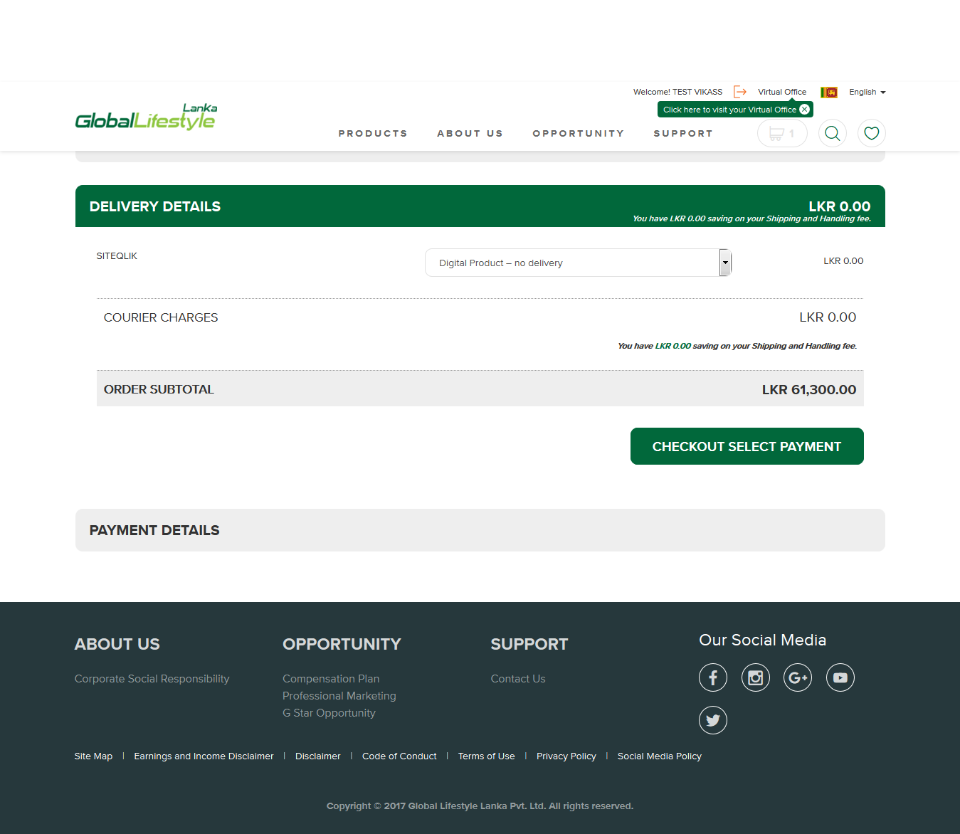 Welcome! TEST VIKASS Virtual Office English
Click here to visit your Virtual Office
Lanka
GlobalLifestyle
PRODUCTS ABOUT US OPPORTUNITY SUPPORT 1
DELIVERY DETAILS LKR 0.00
You have LKR 0.00 saving on your Shipping and Handling fee.
SITEQLIK Digital Product – no delivery LKR 0.00
COURIER CHARGES LKR 0.00
You have LKR 0.00 saving on your Shipping and Handling fee.
ORDER SUBTOTAL LKR 61,300.00
CHECKOUT SELECT PAYMENT
PAYMENT DETAILS
ABOUT US OPPORTUNITY SUPPORT Our Social Media
Corporate Social Responsibility Compensation Plan Contact Us
Professional Marketing
G Star Opportunity
Site Map | Earnings and Income Disclaimer | Disclaimer | Code of Conduct | Terms of Use | Privacy Policy | Social Media Policy
Copyright © 2017 Global Lifestyle Lanka Pvt. Ltd. All rights reserved.